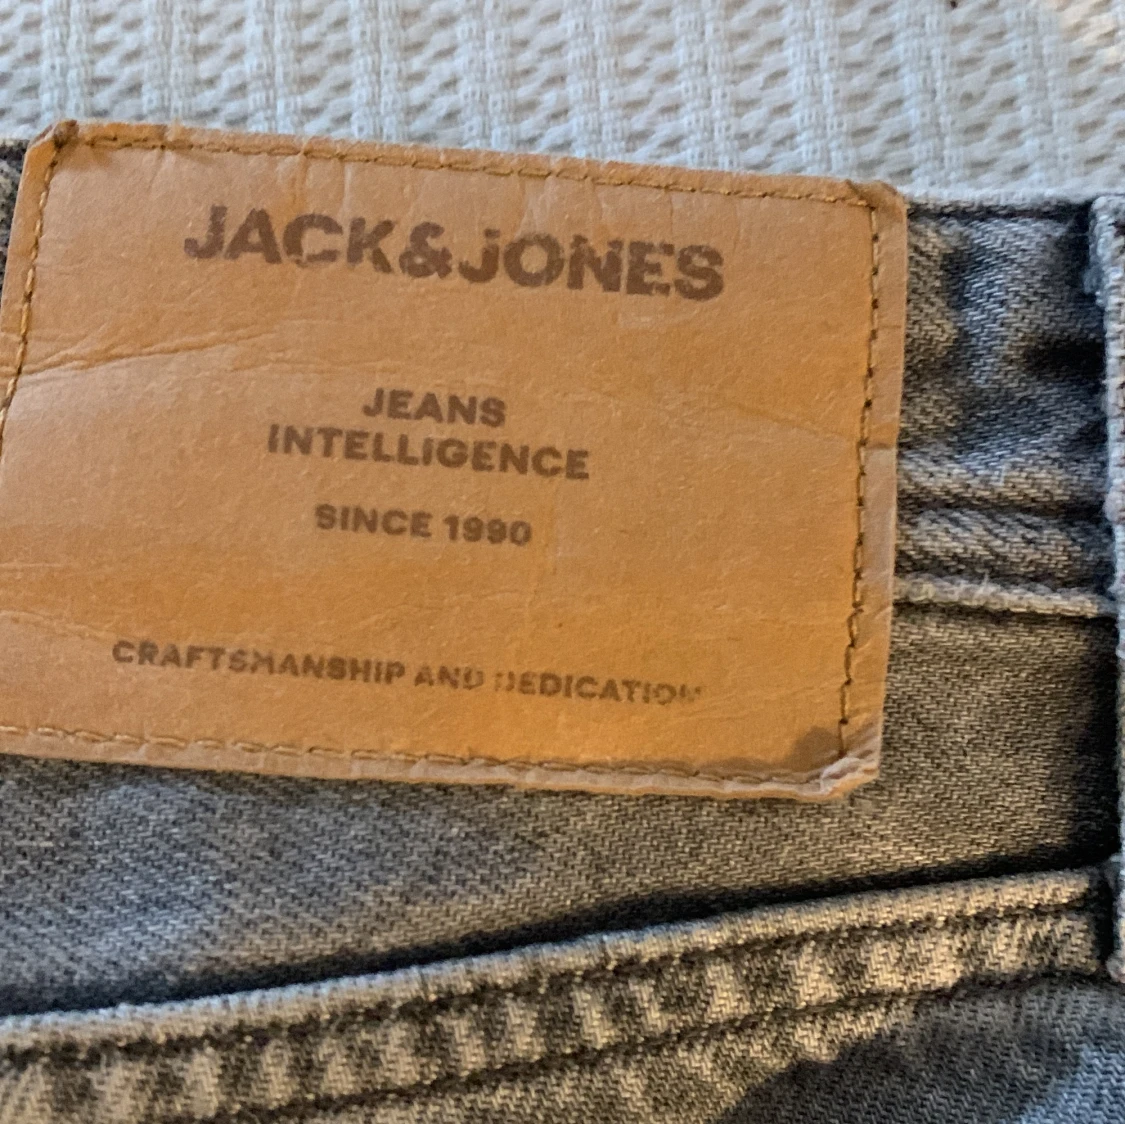 JACK&JONES
JEANS
INTELLIGENCE
SINCE 1990
CRAFTSMANSHIP AND DEDICATION